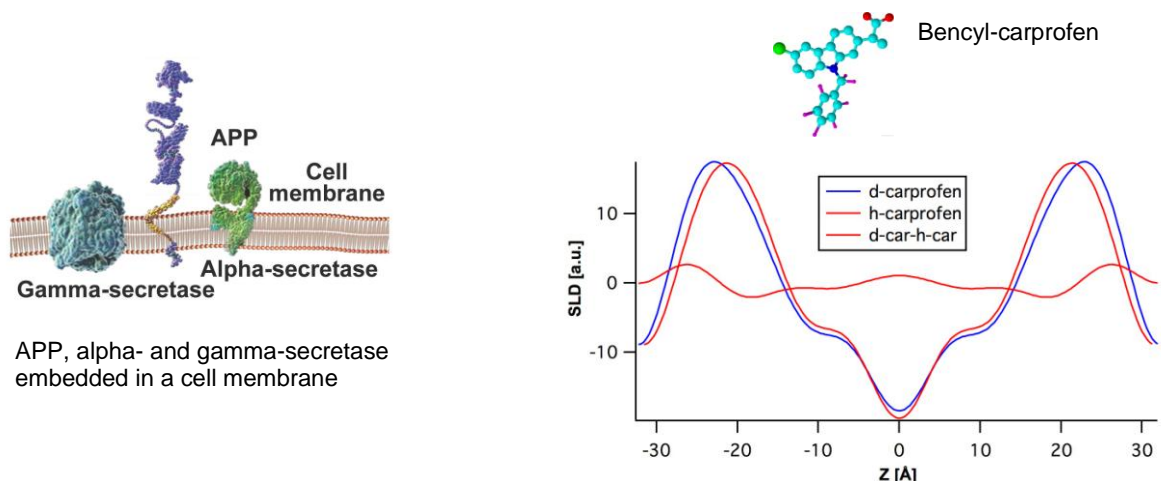 APP
Cell
membrane
Alpha-secretase
Gamma-secretase
APP, alpha- and gamma-secretase
embedded in a cell membrane
Bencyl-carprofen
d-carprofen
h-carprofen
d-car-h-car
SLD [a.u.]
10
0
-10
-30 -20 -10 0 10 20 30
Z [Å]